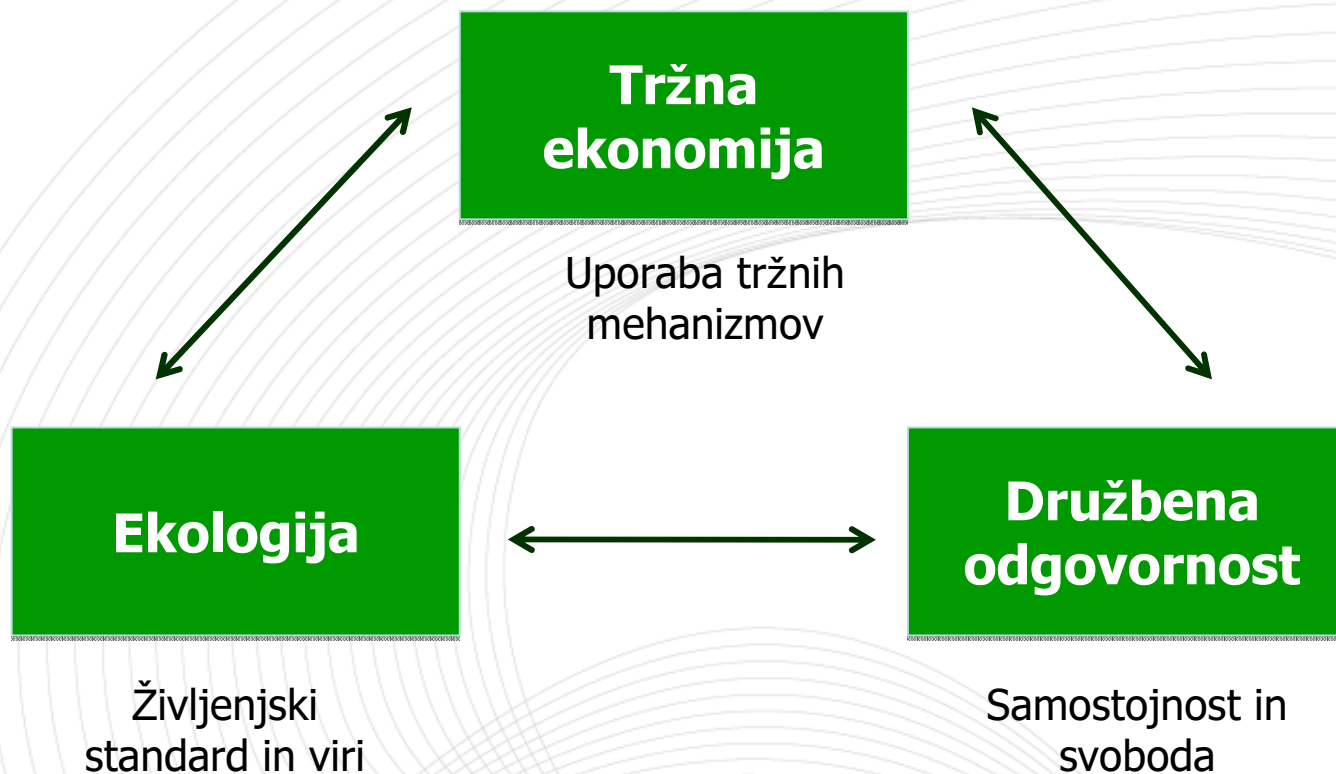 Tržna
ekonomija
Uporaba tržnih
mehanizmov
Ekologija
Družbena
odgovornost
Življenjski
standard in viri
Samostojnost in
svoboda